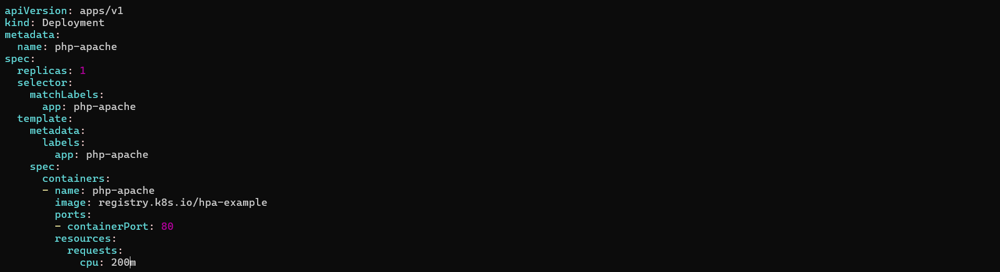 apiVersion: apps/v1
kind: Deployment
metadata:
  name: php-apache
spec:
  replicas: 1
  selector:
    matchLabels:
      app: php-apache
  template:
    metadata:
      labels:
        app: php-apache
    spec:
      containers:
      - name: php-apache
        image: registry.k8s.io/hpa-example
        ports:
        - containerPort: 80
        resources:
          requests:
            cpu: 200m